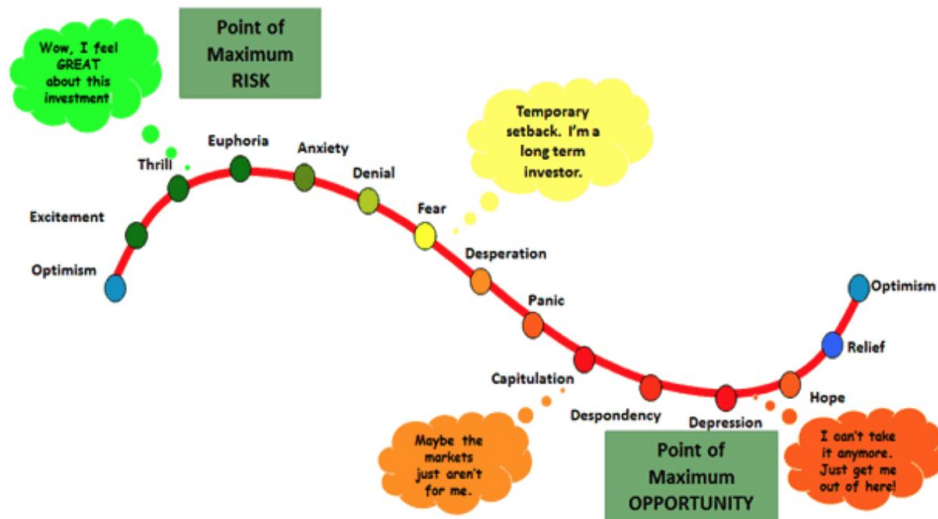 Point of
Maximum
RISK
Wow, I feel
GREAT
about this
investment
Euphoria
Anxiety
Thrill
Denial
Temporary
setback. I'm a
long term
investor.
Excitement
Fear
Optimism
Desperation
Panic
Optimism
Relief
Capitulation
Hope
Despondency
Depression
Maybe the
markets
just aren't
for me.
Point of
Maximum
OPPORTUNITY
I can't take
it anymore.
Just get me
out of here!